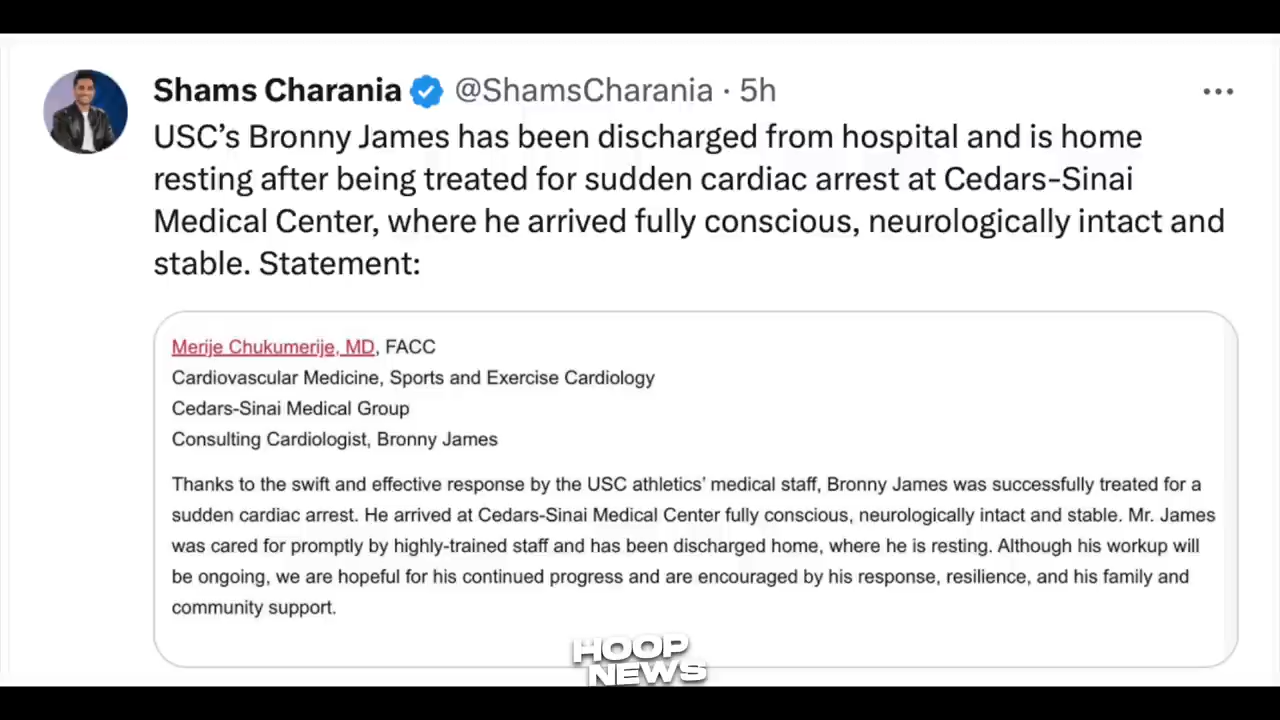 Shams Charania @ShamsCharania · 5h
USC’s Bronny James has been discharged from hospital and is home
resting after being treated for sudden cardiac arrest at Cedars-Sinai
Medical Center, where he arrived fully conscious, neurologically intact and
stable. Statement:
Merije Chukumerije, MD, FACC
Cardiovascular Medicine, Sports and Exercise Cardiology
Cedars-Sinai Medical Group
Consulting Cardiologist, Bronny James
Thanks to the swift and effective response by the USC athletics’ medical staff, Bronny James was successfully treated for a
sudden cardiac arrest. He arrived at Cedars-Sinai Medical Center fully conscious, neurologically intact and stable. Mr. James
was cared for promptly by highly-trained staff and has been discharged home, where he is resting. Although his workup will
be ongoing, we are hopeful for his continued progress and are encouraged by his response, resilience, and his family and
community support.
HOOP
NEWS